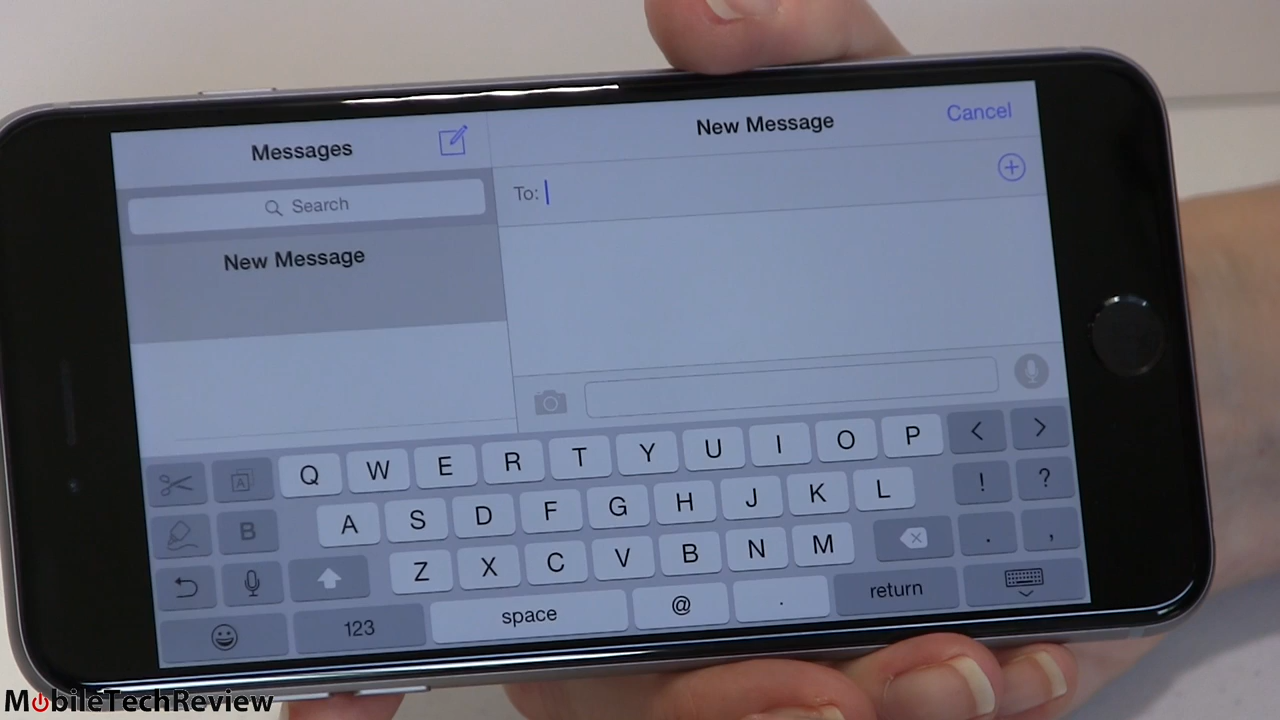 Messages
New Message
Cancel
Search
To:
New Message
Q W E R T Y U I O P < >
A
A S D F G H J K L ! ?
B
Z X C V B N M . ,
123 space @ . return
MobileTechReview